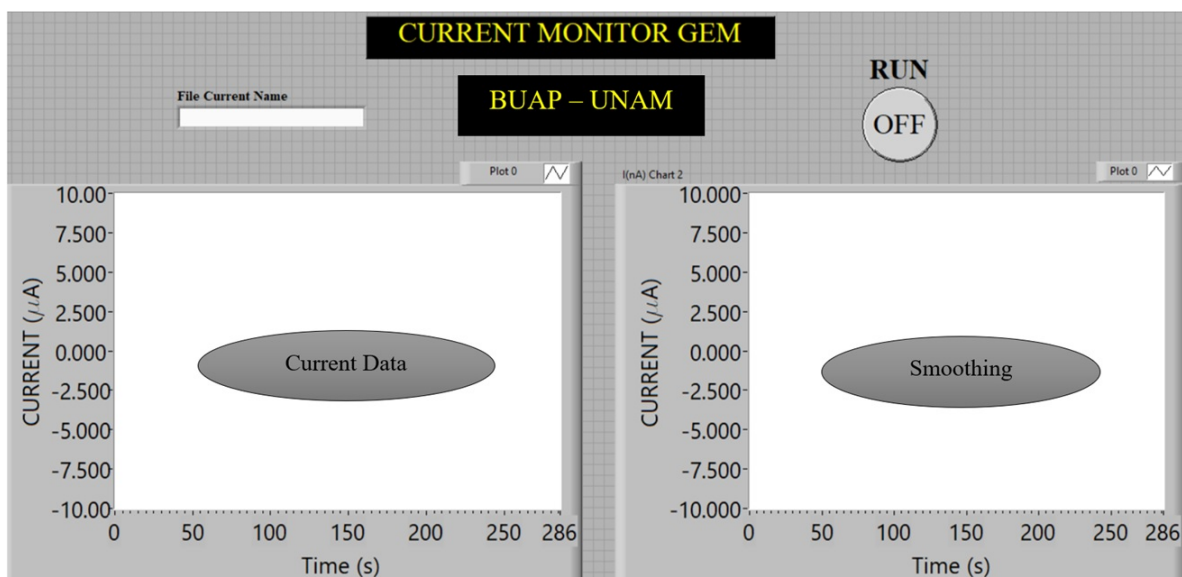 CURRENT MONITOR GEM
BUAP – UNAM
RUN
OFF
File Current Name
Plot 0
10.00
7.500
5.000
2.500
0.000
-2.500
-5.000
-7.500
-10.00
CURRENT (μA)
Current Data
0 50 100 150 200 250 286
Time (s)
I(nA) Chart 2
Plot 0
10.000
7.500
5.000
2.500
0.000
-2.500
-5.000
-7.500
-10.000
CURRENT (μA)
Smoothing
0 50 100 150 200 250 286
Time (s)